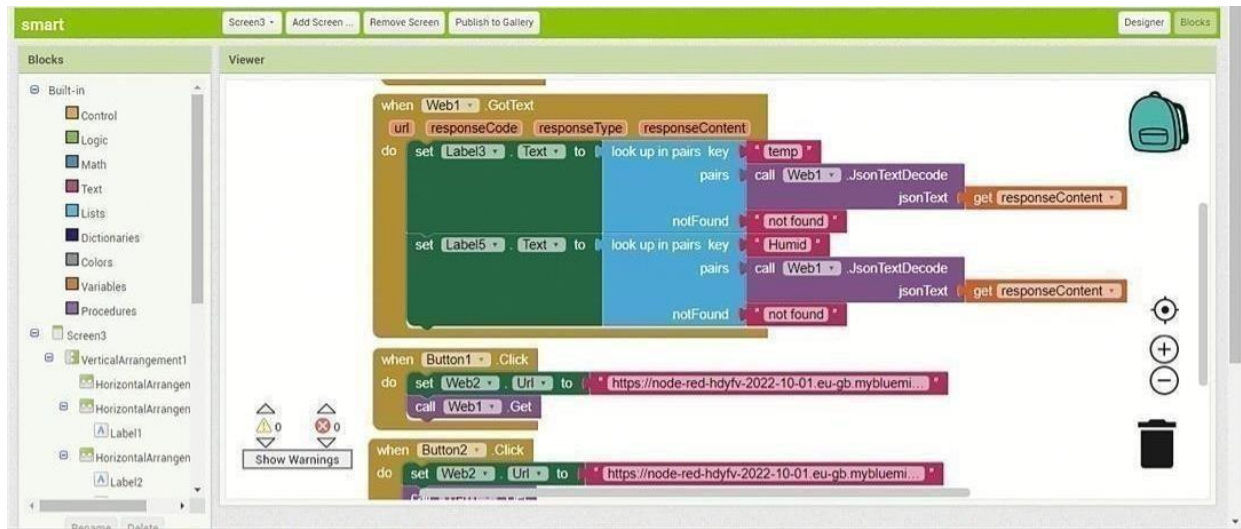 smart
Screen3 Add Screen ... Remove Screen Publish to Gallery
Designer Blocks
Blocks
Viewer
Built-in
Control
Logic
Math
Text
Lists
Dictionaries
Colors
Variables
Procedures
Screen3
VerticalArrangement1
HorizontalArrangen
HorizontalArrangen
Label1
HorizontalArrangen
Label2
Rename Delete
when Web1 .GotText
url responseCode responseType responseContent
do set Label3 . Text to look up in pairs key " temp "
pairs call Web1 .JsonTextDecode
jsonText get responseContent
notFound " not found "
set Label5 . Text to look up in pairs key " Humid "
pairs call Web1 .JsonTextDecode
jsonText get responseContent
notFound " not found "
when Button1 .Click
do set Web2 . Url to " https://node-red-hdyfv-2022-10-01.eu-gb.mybluemi... "
call Web1 .Get
when Button2 .Click
do set Web2 . Url to " https://node-red-hdyfv-2022-10-01.eu-gb.mybluemi... "
0 0
Show Warnings